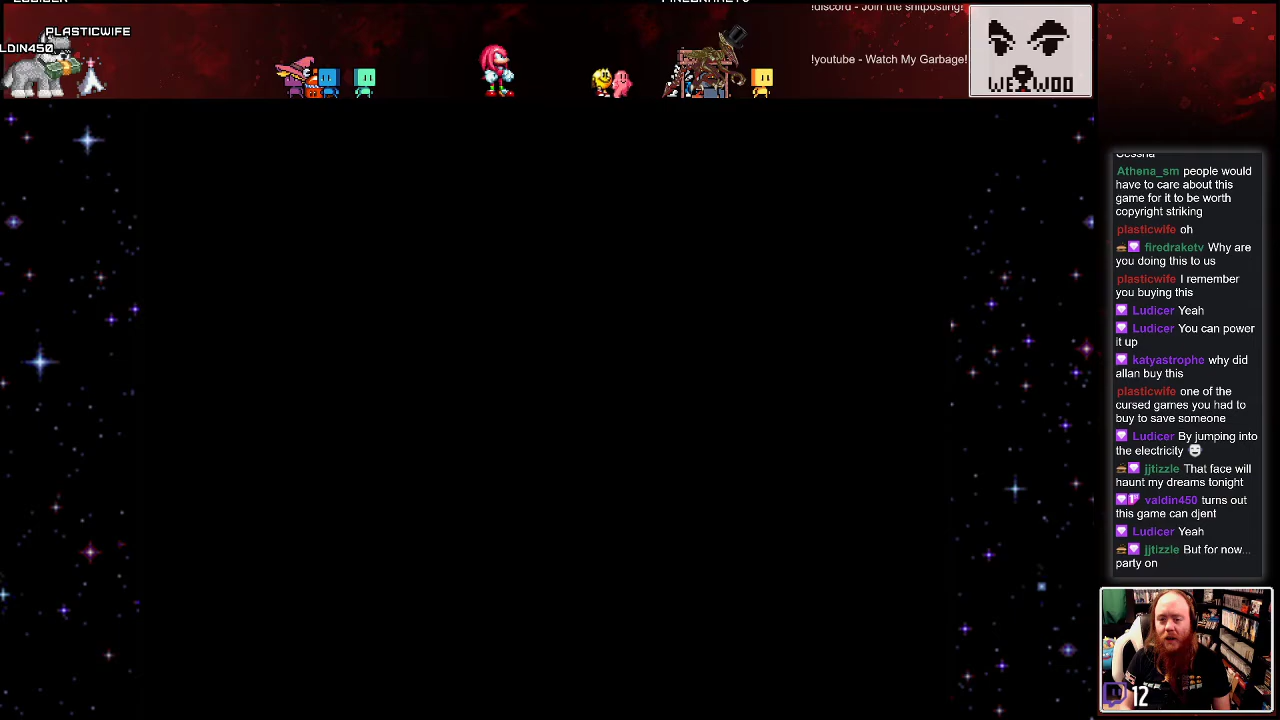 PLASTICWIFE
LDIN450
!discord - Join the shitposting!
!youtube - Watch My Garbage!
WE WOO
Cessna
Athena_sm people would
have to care about this
game for it to be worth
copyright striking
plasticwife oh
firedraketv Why are
you doing this to us
plasticwife I remember
you buying this
Ludicer Yeah
Ludicer You can power
it up
katyastrophe why did
allan buy this
plasticwife one of the
cursed games you had to
buy to save someone
Ludicer By jumping into
the electricity
jjtizzle That face will
haunt my dreams tonight
valdin450 turns out
this game can djent
Ludicer Yeah
jjtizzle But for now...
party on
12